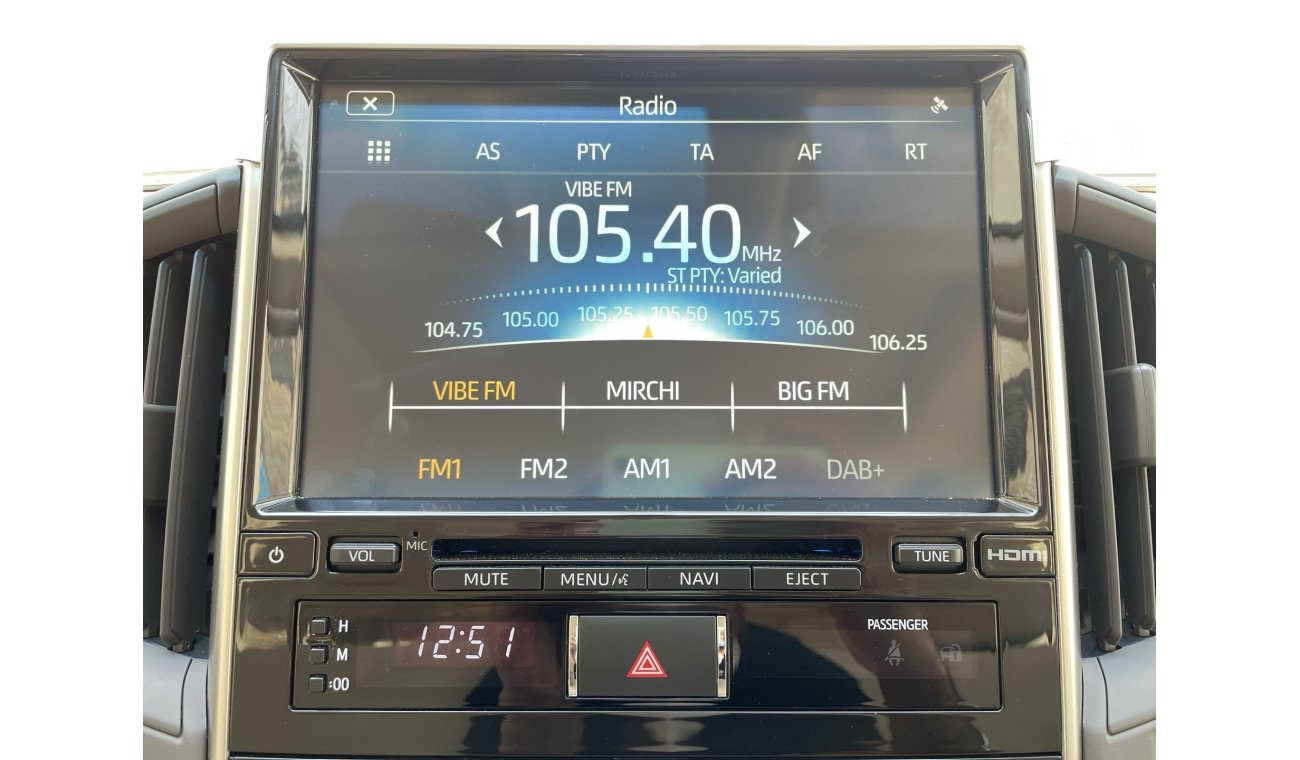 Radio
AS PTY TA AF RT
VIBE FM
105.40 MHz
ST PTY: Varied
104.75 105.00 105.25 105.50 105.75 106.00 106.25
VIBE FM MIRCHI BIG FM
FM1 FM2 AM1 AM2 DAB+
VOL MIC TUNE HDMI
MUTE MENU/ NAVI EJECT
H 12:51 PASSENGER
M
:00